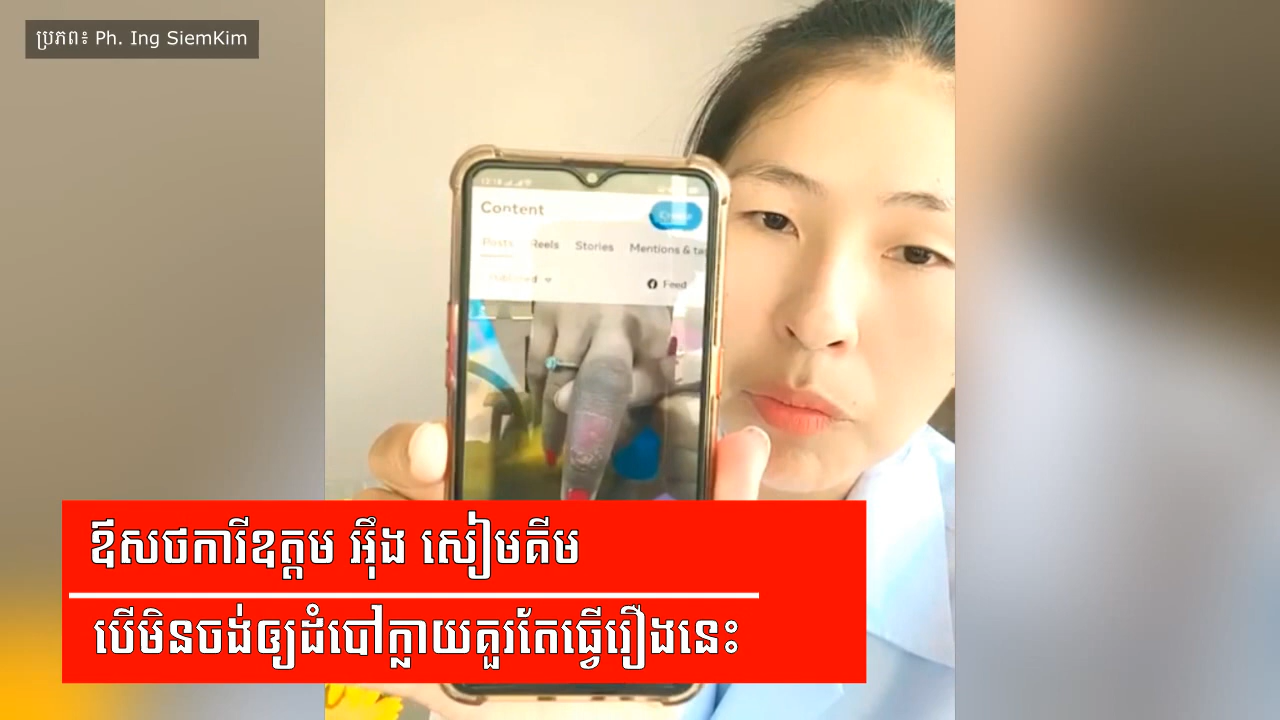 ប្រភព៖ Ph. Ing SiemKim
Content
Create
Posts Reels Stories Mentions &
Published
Feed
ឱសថការីឧត្តម អ៊ឹង សៀមគីម
បើមិនចង់ឲ្យដំបៅក្លាយគួរតែធ្វើរឿងនេះ